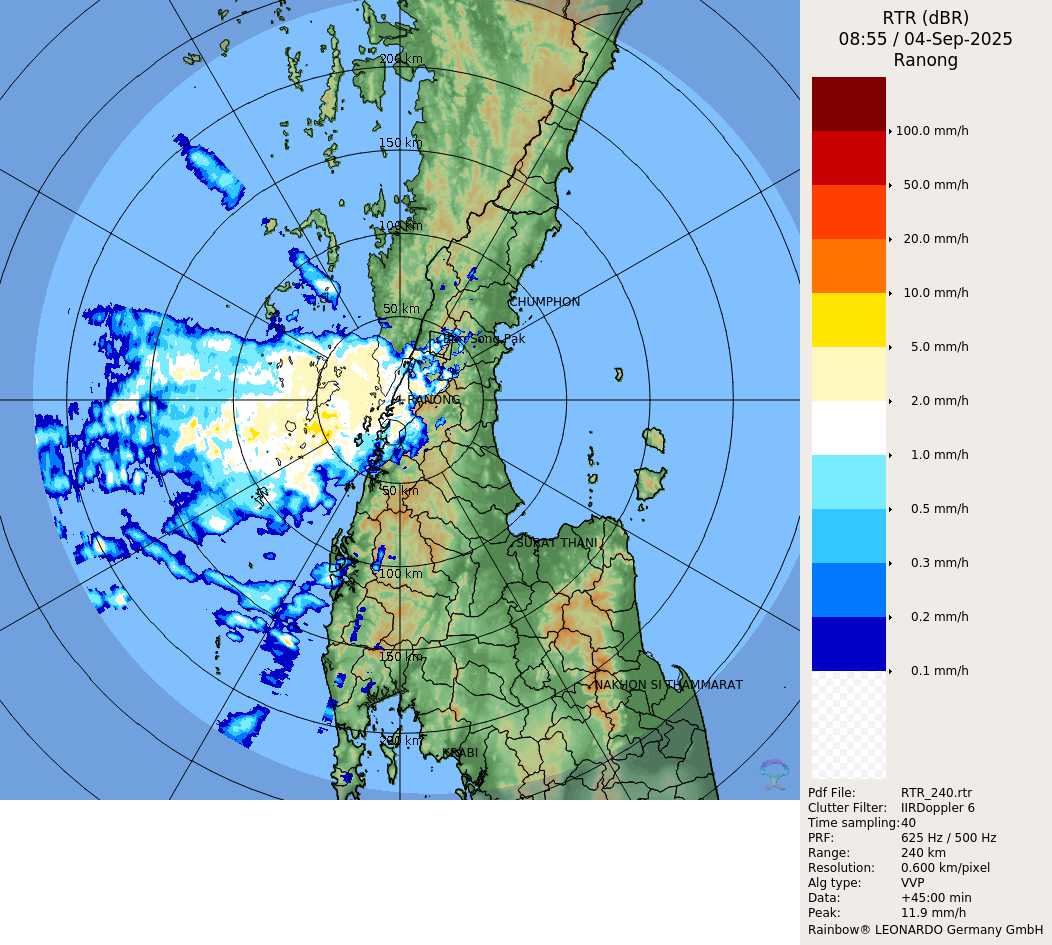 RTR (dBR)
08:55 / 04-Sep-2025
Ranong
200 km
150 km
100 km
50 km
CHUMPHON
Ban Song Pak
RANONG
50 km
SURAT THANI
100 km
150 km
NAKHON SI THAMMARAT
200 km
KRABI
100.0 mm/h
50.0 mm/h
20.0 mm/h
10.0 mm/h
5.0 mm/h
2.0 mm/h
1.0 mm/h
0.5 mm/h
0.3 mm/h
0.2 mm/h
0.1 mm/h
Pdf File: RTR_240.rtr
Clutter Filter: IIRDoppler 6
Time sampling: 40
PRF: 625 Hz / 500 Hz
Range: 240 km
Resolution: 0.600 km/pixel
Alg type: VVP
Data: +45:00 min
Peak: 11.9 mm/h
Rainbow® LEONARDO Germany GmbH